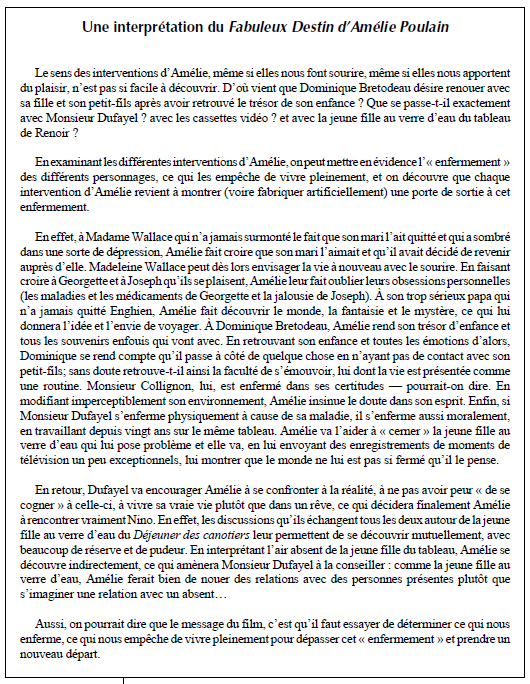 Une interprétation du Fabuleux Destin d'Amélie Poulain
Le sens des interventions d'Amélie, même si elles nous font sourire, même si elles nous apportent
du plaisir, n'est pas si facile à découvrir. D'où vient que Dominique Bretodeau désire renouer avec
sa fille et son petit-fils après avoir retrouvé le trésor de son enfance ? Que se passe-t-il exactement
avec Monsieur Dufayel ? avec les cassettes vidéo ? et avec la jeune fille au verre d'eau du tableau
de Renoir ?
En examinant les différentes interventions d'Amélie, on peut mettre en évidence l'« enfermement »
des différents personnages, ce qui les empêche de vivre pleinement, et on découvre que chaque
intervention d'Amélie revient à montrer (voire fabriquer artificiellement) une porte de sortie à cet
enfermement.
En effet, à Madame Wallace qui n'a jamais surmonté le fait que son mari l'ait quitté et qui a sombré
dans une sorte de dépression, Amélie fait croire que son mari l'aimait et qu'il avait décidé de revenir
auprès d'elle. Madeleine Wallace peut dès lors envisager la vie à nouveau avec le sourire. En faisant
croire à Georgette et à Joseph qu'ils se plaisent, Amélie leur fait oublier leurs obsessions personnelles
(les maladies et les médicaments de Georgette et la jalousie de Joseph). À son trop sérieux papa qui
n'a jamais quitté Enghien, Amélie fait découvrir le monde, la fantaisie et le mystère, ce qui lui
donnera l'idée et l'envie de voyager. À Dominique Bretodeau, Amélie rend son trésor d'enfance et
tous les souvenirs enfouis qui vont avec. En retrouvant son enfance et toutes les émotions d'alors,
Dominique se rend compte qu'il passe à côté de quelque chose en n'ayant pas de contact avec son
petit-fils; sans doute retrouve-t-il ainsi la faculté de s'émouvoir, lui dont la vie est présentée comme
une routine. Monsieur Collignon, lui, est enfermé dans ses certitudes — pourrait-on dire. En
modifiant imperceptiblement son environnement, Amélie insinue le doute dans son esprit. Enfin, si
Monsieur Dufayel s'enferme physiquement à cause de sa maladie, il s'enferme aussi moralement,
en travaillant depuis vingt ans sur le même tableau. Amélie va l'aider à « cerner » la jeune fille au
verre d'eau qui lui pose problème et elle va, en lui envoyant des enregistrements de moments de
télévision un peu exceptionnels, lui montrer que le monde ne lui est pas si fermé qu'il le pense.
En retour, Dufayel va encourager Amélie à se confronter à la réalité, à ne pas avoir peur « de se
cogner » à celle-ci, à vivre sa vraie vie plutôt que dans un rêve, ce qui décidera finalement Amélie
à rencontrer vraiment Nino. En effet, les discussions qu'ils échangent tous les deux autour de la jeune
fille au verre d'eau du Déjeuner des canotiers leur permettent de se découvrir mutuellement, avec
beaucoup de réserve et de pudeur. En interprétant l'air absent de la jeune fille du tableau, Amélie se
découvre indirectement, ce qui amènera Monsieur Dufayel à la conseiller : comme la jeune fille au
verre d'eau, Amélie ferait bien de nouer des relations avec des personnes présentes plutôt que
s'imaginer une relation avec un absent…
Aussi, on pourrait dire que le message du film, c'est qu'il faut essayer de déterminer ce qui nous
enferme, ce qui nous empêche de vivre pleinement pour dépasser cet « enfermement » et prendre un
nouveau départ.